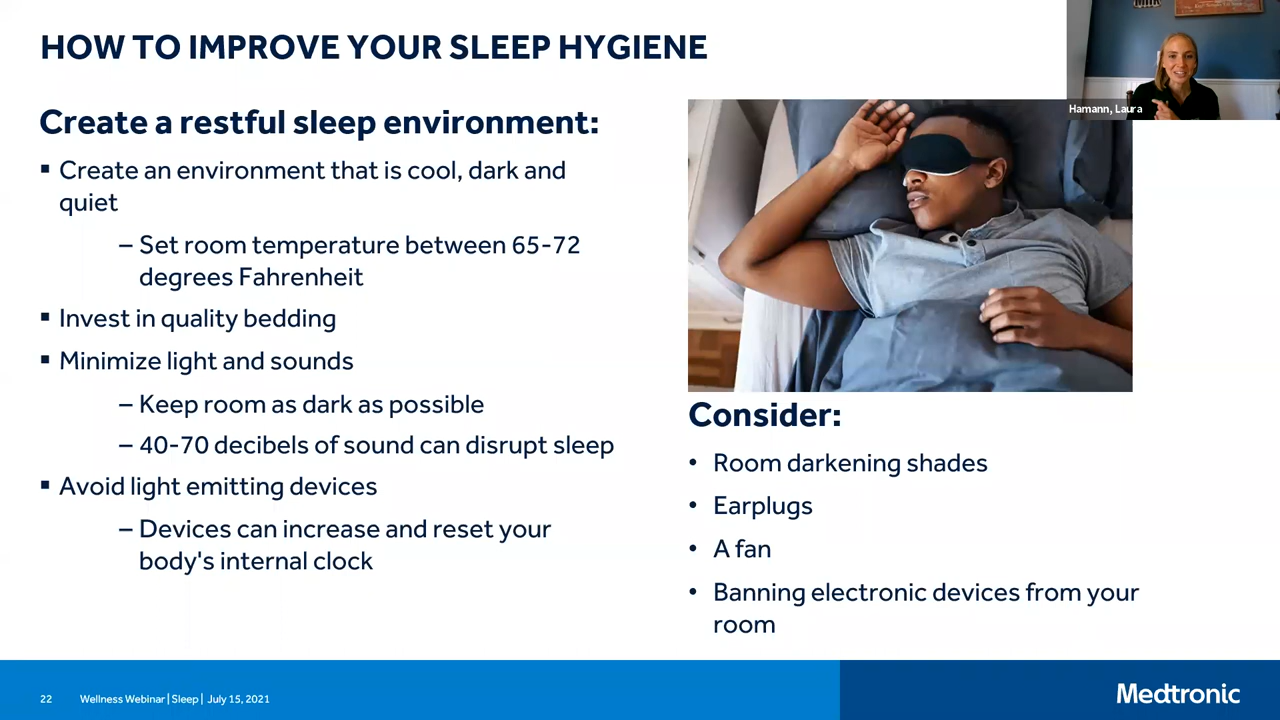 HOW TO IMPROVE YOUR SLEEP HYGIENE
Hamann, Laura
Create a restful sleep environment:
▪ Create an environment that is cool, dark and
quiet
– Set room temperature between 65-72
degrees Fahrenheit
▪ Invest in quality bedding
▪ Minimize light and sounds
– Keep room as dark as possible
– 40-70 decibels of sound can disrupt sleep
▪ Avoid light emitting devices
– Devices can increase and reset your
body's internal clock
Consider:
• Room darkening shades
• Earplugs
• A fan
• Banning electronic devices from your
room
22 Wellness Webinar | Sleep | July 15, 2021
Medtronic